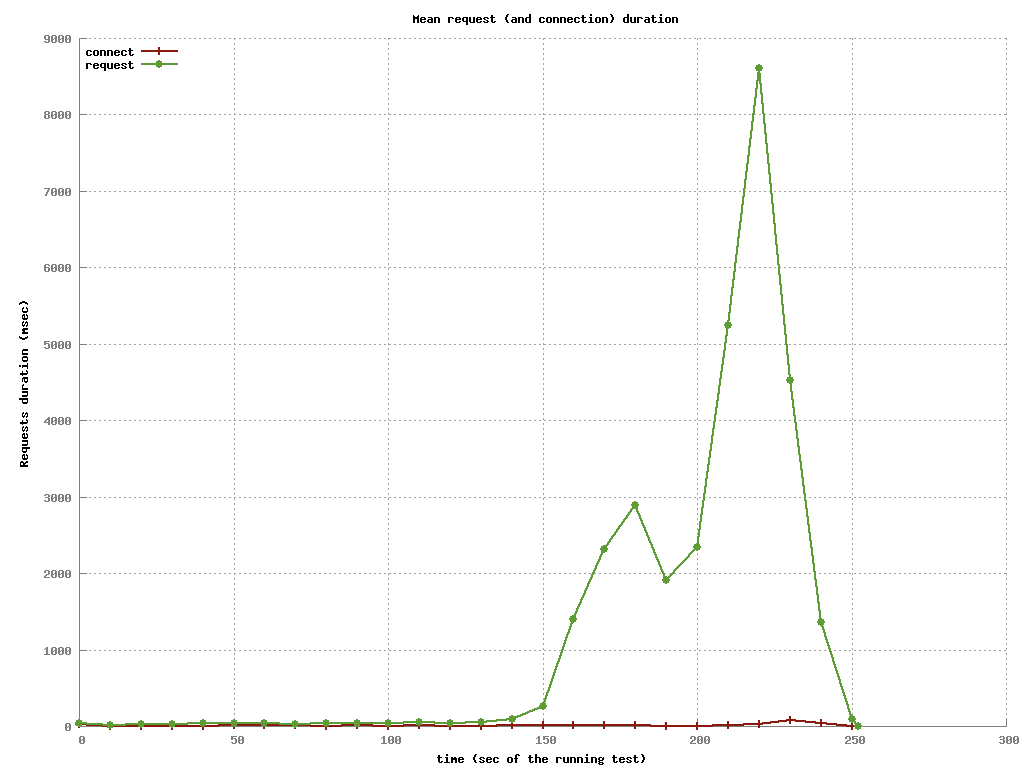 Mean request (and connection) duration
9000
connect
request
8000
7000
6000
5000
4000
3000
2000
1000
0
Requests duration (msec)
0 50 100 150 200 250 300
time (sec of the running test)